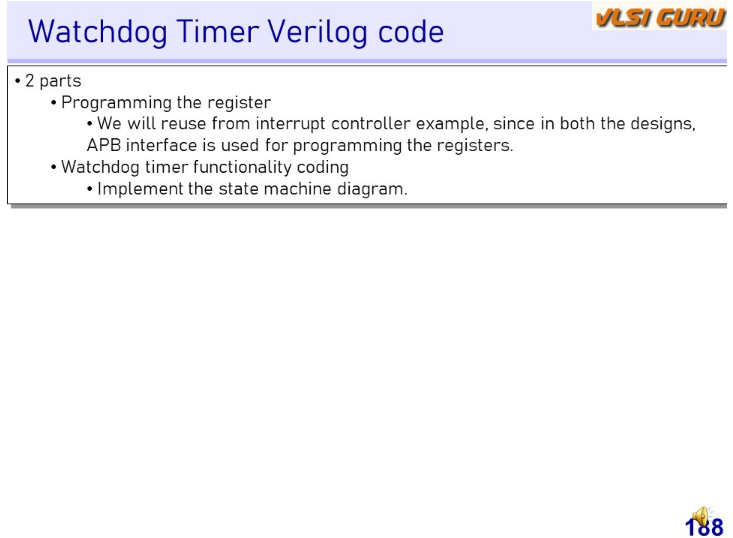 Watchdog Timer Verilog code
VLSI GURU
• 2 parts
• Programming the register
• We will reuse from interrupt controller example, since in both the designs,
APB interface is used for programming the registers.
• Watchdog timer functionality coding
• Implement the state machine diagram.
188